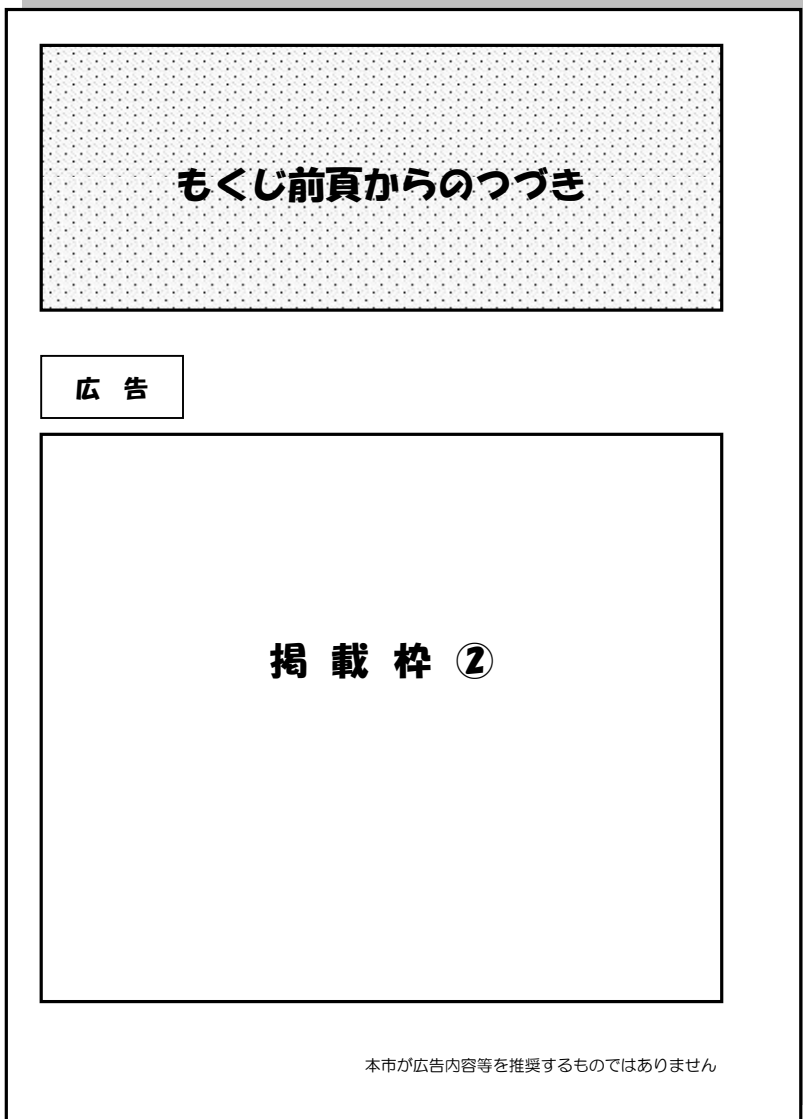 もくじ前頁からのつづき
広 告
掲 載 枠 ②
本市が広告内容等を推奨するものではありません